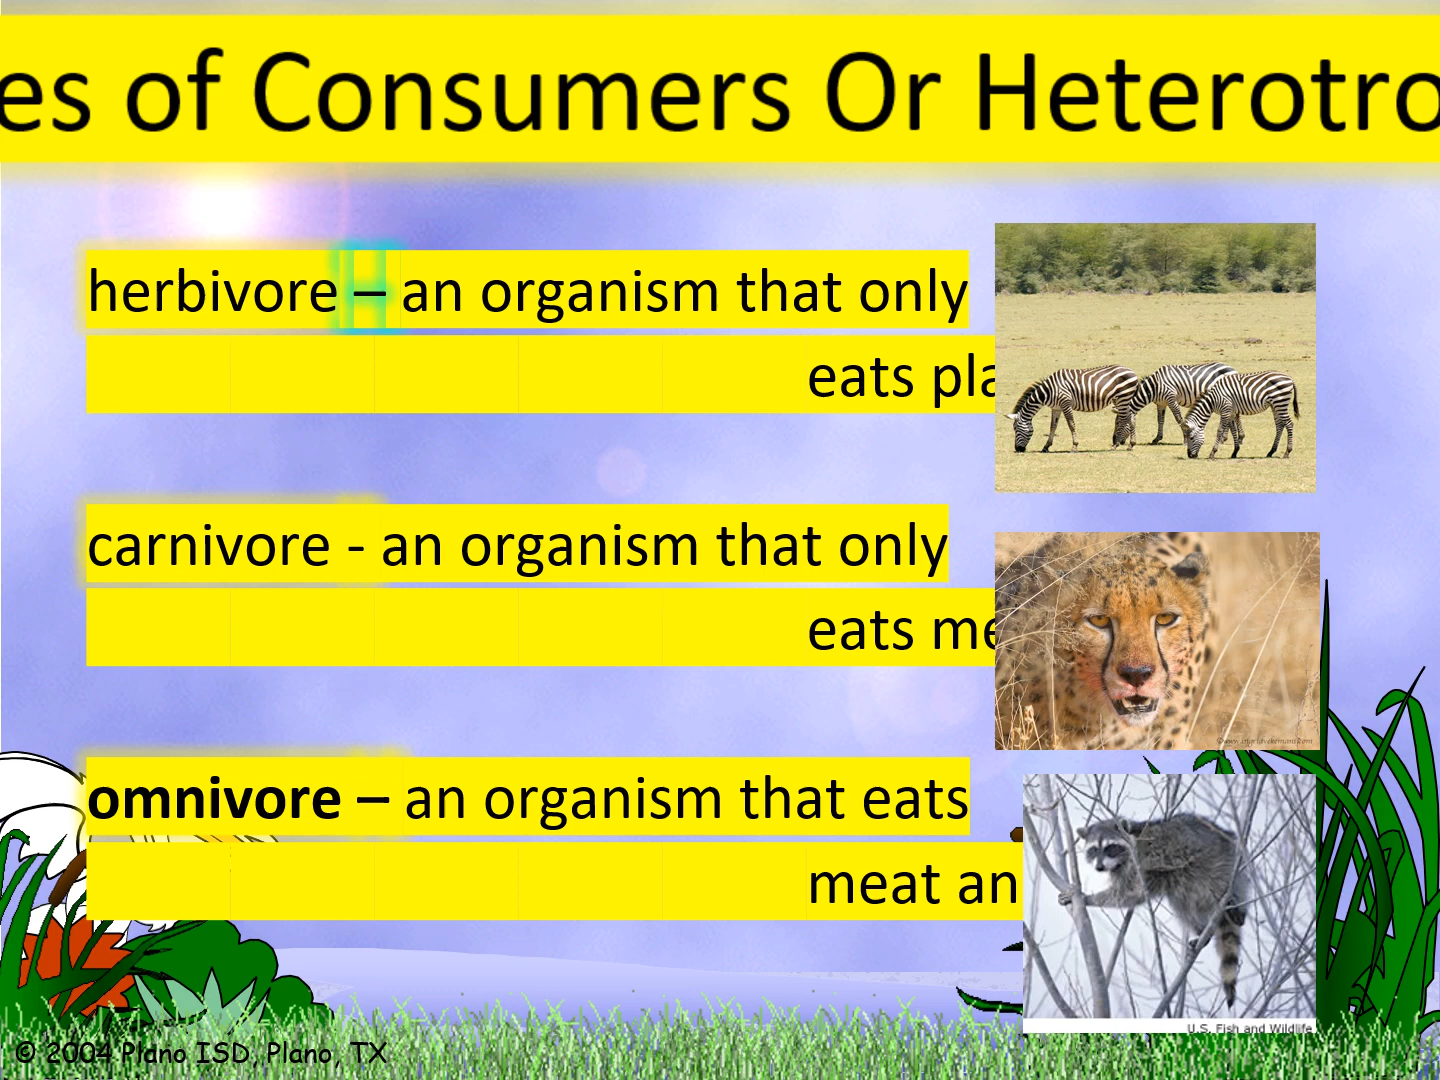 es of Consumers Or Heterotro
herbivore – an organism that only
eats pla
carnivore - an organism that only
eats me
omnivore – an organism that eats
meat an
U.S. Fish and Wildlife
© 2004 Plano ISD, Plano, TX